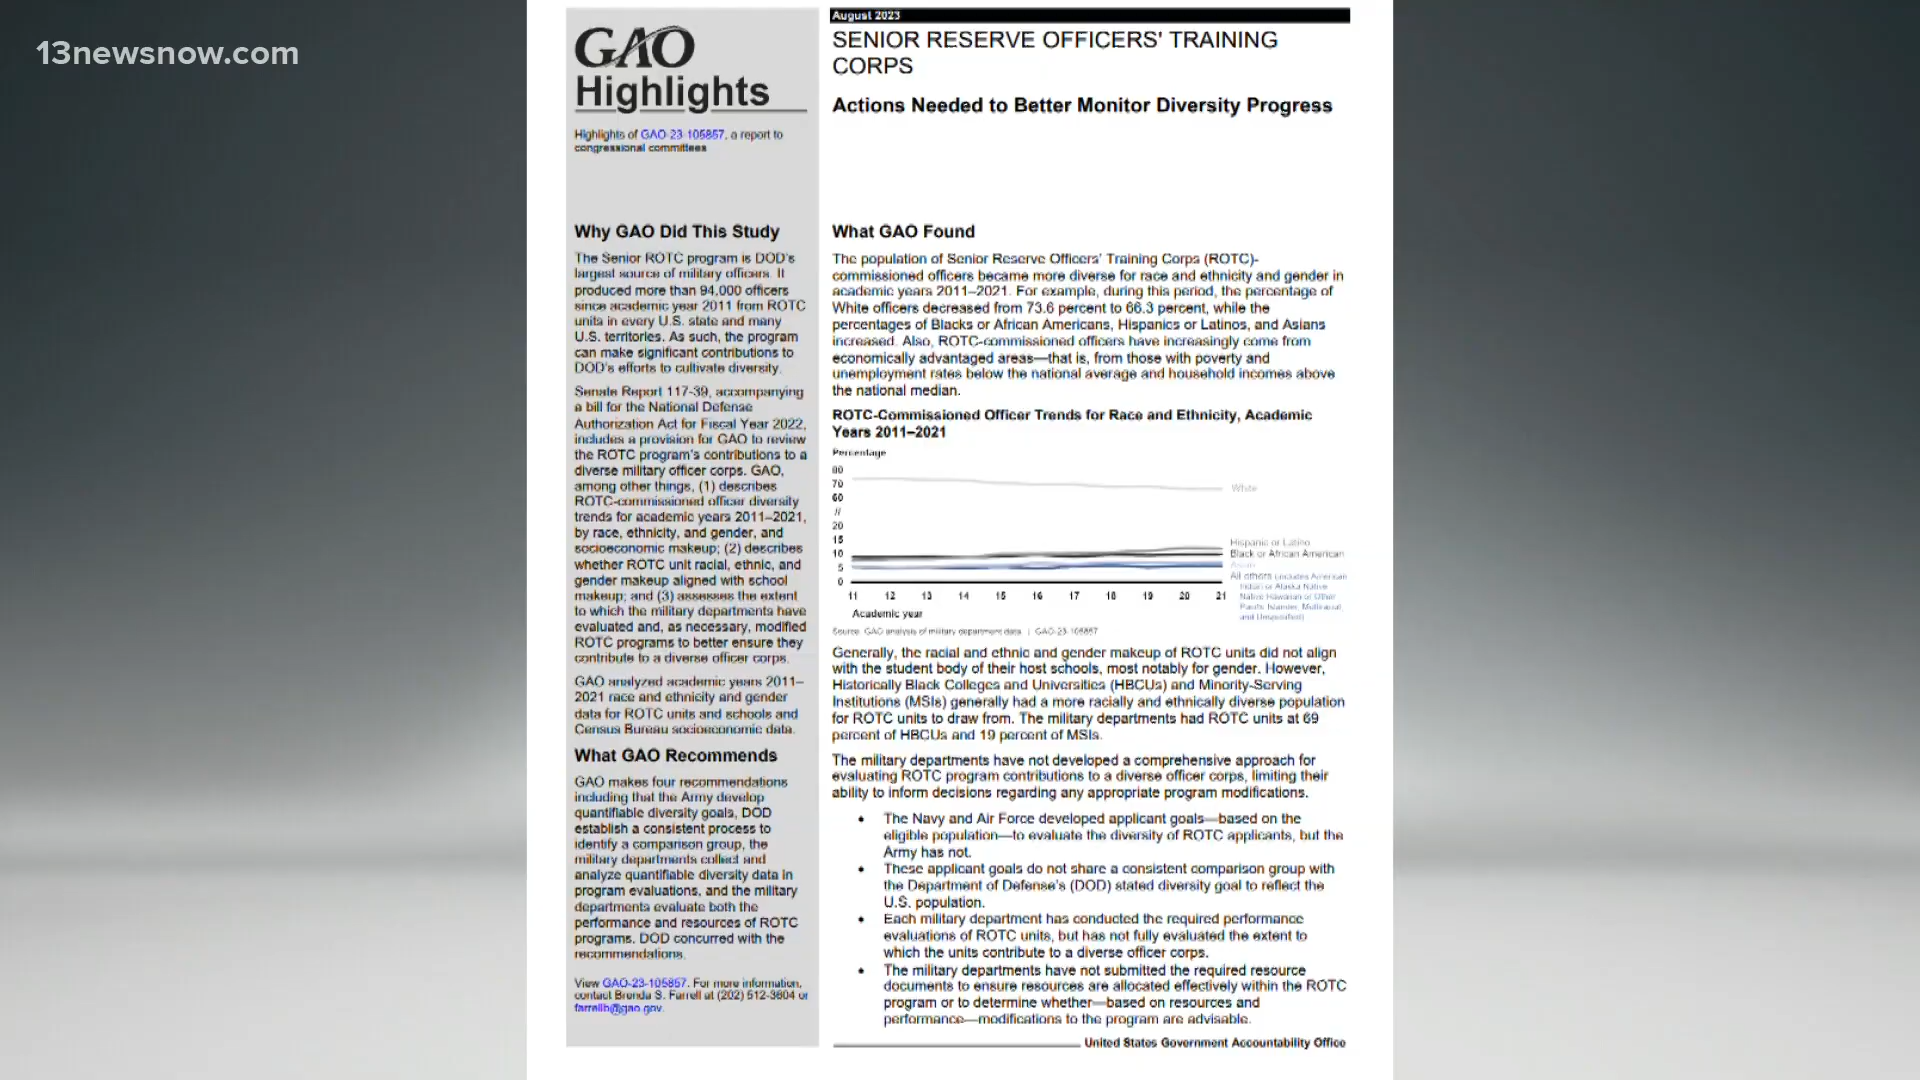 13newsnow.com
GAO
Highlights
Highlights of GAO-23-105857, a report to
congressional committees
Why GAO Did This Study
The Senior ROTC program is DOD's
largest source of military officers. It
produced more than 94,000 officers
since academic year 2011 from ROTC
units in every U.S. state and many
U.S. territories. As such, the program
can make significant contributions to
DOD's efforts to cultivate diversity.
Senate Report 117-39, accompanying
a bill for the National Defense
Authorization Act for Fiscal Year 2022,
includes a provision for GAO to review
the ROTC program's contributions to a
diverse military officer corps. GAO,
among other things, (1) describes
ROTC-commissioned officer diversity
trends for academic years 2011–2021,
by race, ethnicity, and gender, and
socioeconomic makeup; (2) describes
whether ROTC unit racial, ethnic, and
gender makeup aligned with school
makeup; and (3) assesses the extent
to which the military departments have
evaluated and, as necessary, modified
ROTC programs to better ensure they
contribute to a diverse officer corps.
GAO analyzed academic years 2011–
2021 race and ethnicity and gender
data for ROTC units and schools and
Census Bureau socioeconomic data.
What GAO Recommends
GAO makes four recommendations
including that the Army develop
quantifiable diversity goals, DOD
establish a consistent process to
identify a comparison group, the
military departments collect and
analyze quantifiable diversity data in
program evaluations, and the military
departments evaluate both the
performance and resources of ROTC
programs. DOD concurred with the
recommendations.
View GAO-23-105857. For more information,
contact Brenda S. Farrell at (202) 512-3604 or
farrellb@gao.gov.
August 2023
SENIOR RESERVE OFFICERS' TRAINING
CORPS
Actions Needed to Better Monitor Diversity Progress
What GAO Found
The population of Senior Reserve Officers' Training Corps (ROTC)-
commissioned officers became more diverse for race and ethnicity and gender in
academic years 2011–2021. For example, during this period, the percentage of
White officers decreased from 73.6 percent to 66.3 percent, while the
percentages of Blacks or African Americans, Hispanics or Latinos, and Asians
increased. Also, ROTC-commissioned officers have increasingly come from
economically advantaged areas—that is, from those with poverty and
unemployment rates below the national average and household incomes above
the national median.
ROTC-Commissioned Officer Trends for Race and Ethnicity, Academic
Years 2011–2021
Percentage
80
70
60
//
20
15
10
5
0
11 12 13 14 15 16 17 18 19 20 21
Academic year
White
Hispanic or Latino
Black or African American
Asian
All others (includes American
Indian or Alaska Native
Native Hawaiian or Other
Pacific Islander, Multiracial,
and Unspecified)
Source: GAO analysis of military department data. | GAO-23-105857
Generally, the racial and ethnic and gender makeup of ROTC units did not align
with the student body of their host schools, most notably for gender. However,
Historically Black Colleges and Universities (HBCUs) and Minority-Serving
Institutions (MSIs) generally had a more racially and ethnically diverse population
for ROTC units to draw from. The military departments had ROTC units at 69
percent of HBCUs and 19 percent of MSIs.
The military departments have not developed a comprehensive approach for
evaluating ROTC program contributions to a diverse officer corps, limiting their
ability to inform decisions regarding any appropriate program modifications.
• The Navy and Air Force developed applicant goals—based on the
eligible population—to evaluate the diversity of ROTC applicants, but the
Army has not.
• These applicant goals do not share a consistent comparison group with
the Department of Defense's (DOD) stated diversity goal to reflect the
U.S. population.
• Each military department has conducted the required performance
evaluations of ROTC units, but has not fully evaluated the extent to
which the units contribute to a diverse officer corps.
• The military departments have not submitted the required resource
documents to ensure resources are allocated effectively within the ROTC
program or to determine whether—based on resources and
performance—modifications to the program are advisable.
United States Government Accountability Office